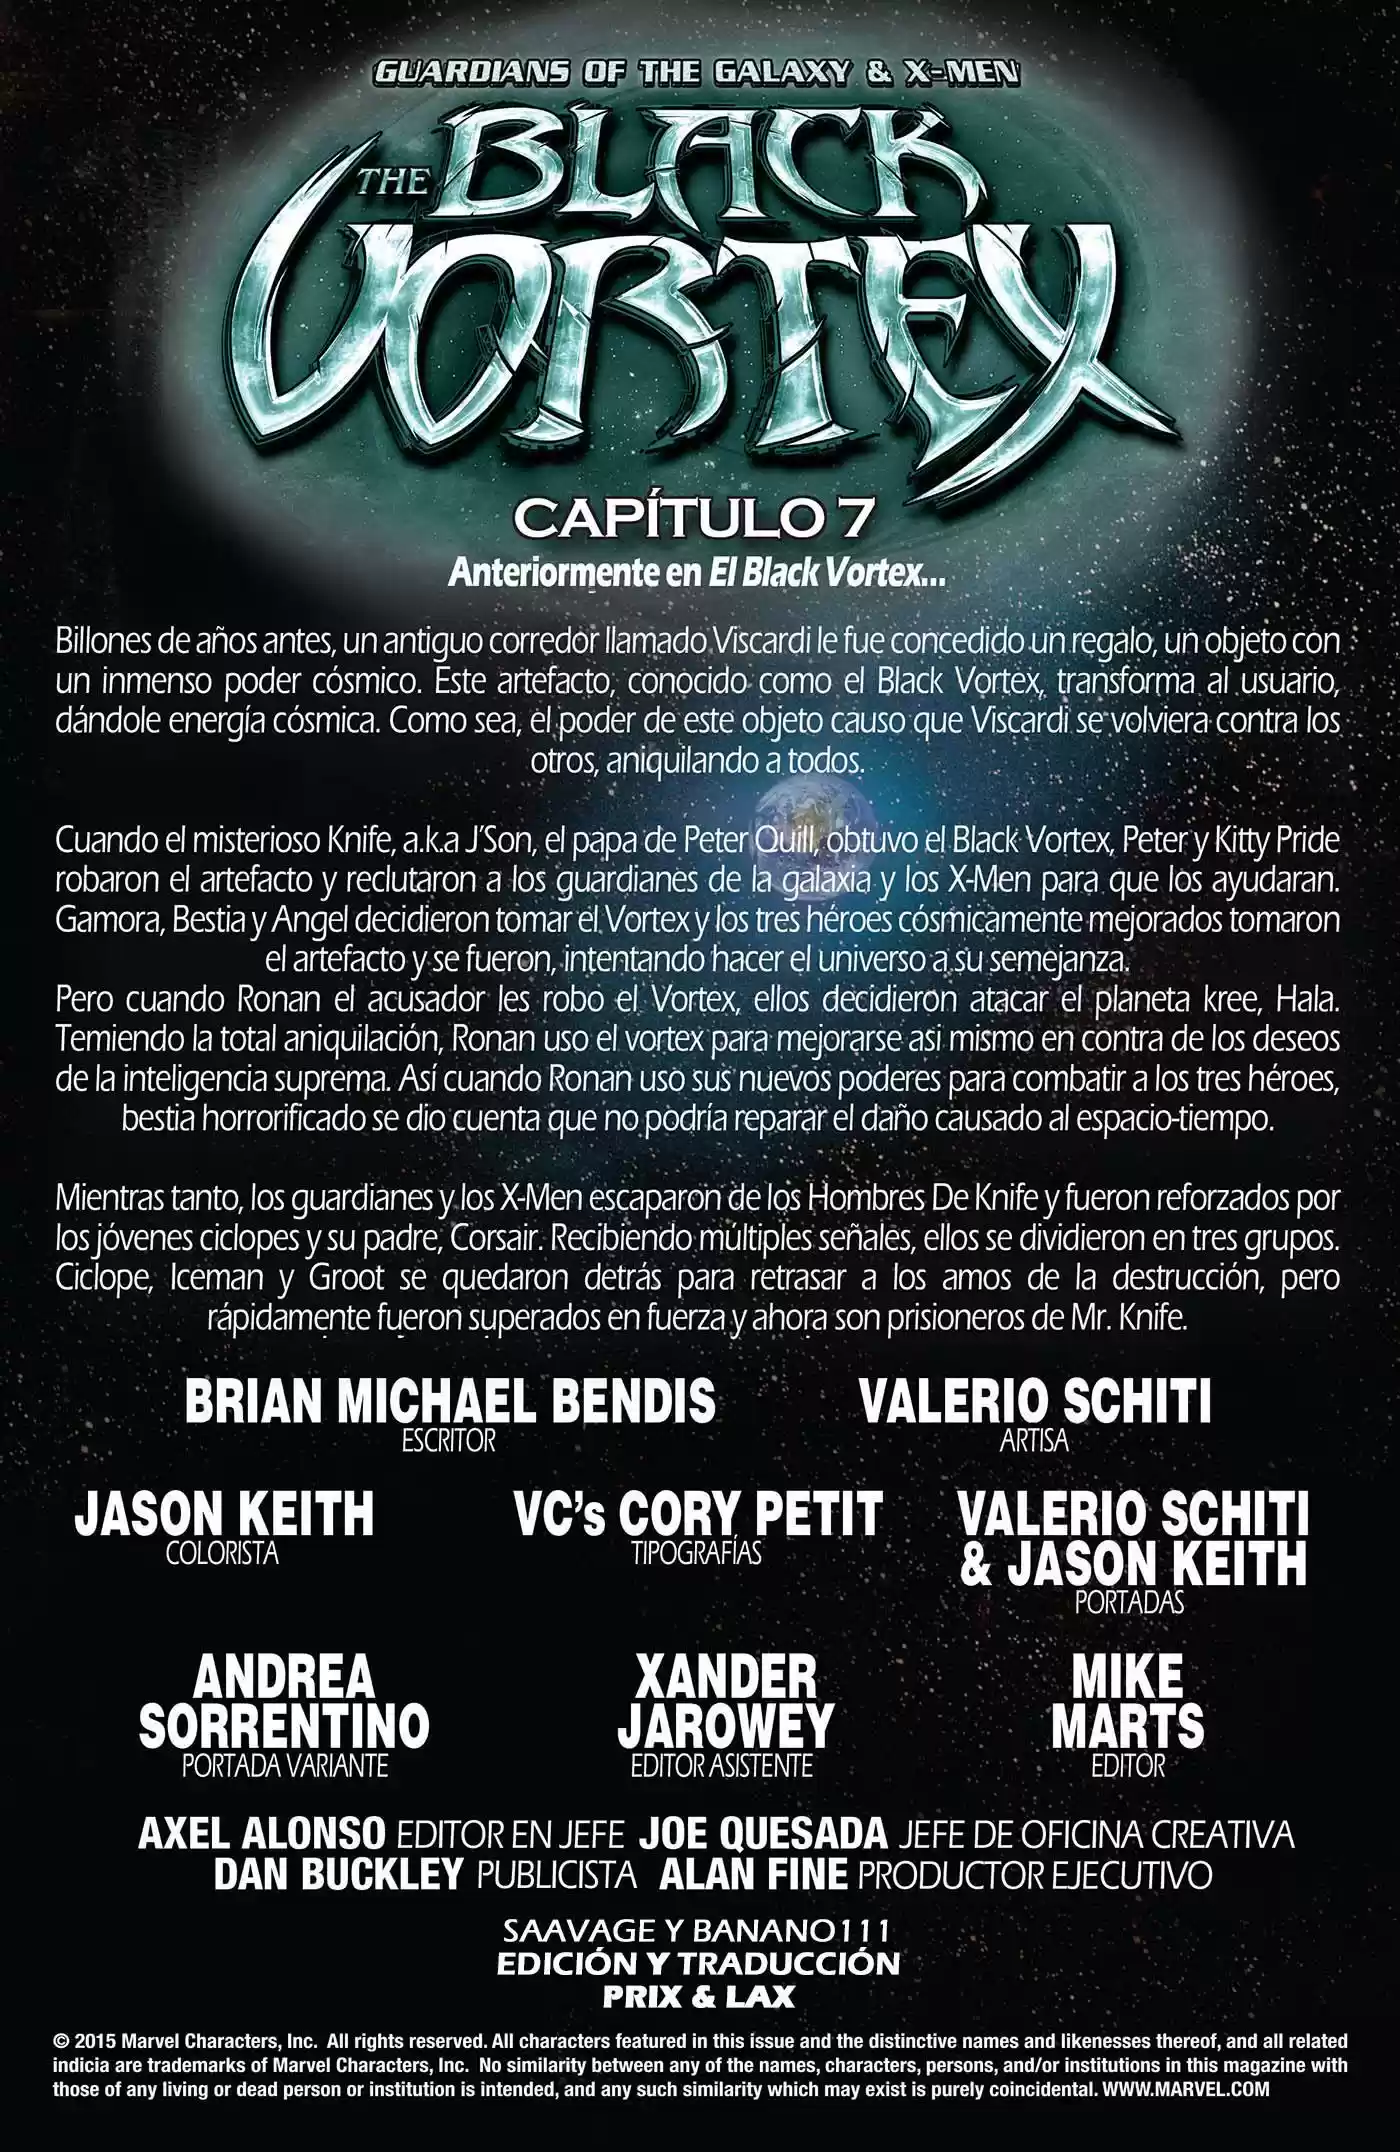 GUARDIANS OF THE GALAXY & X-MEN
THE BLACK
VORTEX
CAPÍTULO 7
Anteriormente en El Black Vortex...
Billones de años antes, un antiguo corredor llamado Viscardi le fue concedido un regalo, un objeto con
un inmenso poder cósmico. Este artefacto, conocido como el Black Vortex, transforma al usuario,
dándole energía cósmica. Como sea, el poder de este objeto causo que Viscardi se volviera contra los
otros, aniquilando a todos.
Cuando el misterioso Knife, a.k.a J'Son, el papa de Peter Quill, obtuvo el Black Vortex, Peter y Kitty Pride
robaron el artefacto y reclutaron a los guardianes de la galaxia y los X-Men para que los ayudaran.
Gamora, Bestia y Angel decidieron tomar el Vortex y los tres héroes cósmicamente mejorados tomaron
el artefacto y se fueron, intentando hacer el universo a su semejanza.
Pero cuando Ronan el acusador les robo el Vortex, ellos decidieron atacar el planeta kree, Hala.
Temiendo la total aniquilación, Ronan uso el vortex para mejorarse asi mismo en contra de los deseos
de la inteligencia suprema. Así cuando Ronan uso sus nuevos poderes para combatir a los tres héroes,
bestia horrorificado se dio cuenta que no podría reparar el daño causado al espacio-tiempo.
Mientras tanto, los guardianes y los X-Men escaparon de los Hombres De Knife y fueron reforzados por
los jóvenes ciclopes y su padre, Corsair. Recibiendo múltiples señales, ellos se dividieron en tres grupos.
Ciclope, Iceman y Groot se quedaron detrás para retrasar a los amos de la destrucción, pero
rápidamente fueron superados en fuerza y ahora son prisioneros de Mr. Knife.
BRIAN MICHAEL BENDIS
ESCRITOR
VALERIO SCHITI
ARTISA
JASON KEITH
COLORISTA
VC's CORY PETIT
TIPOGRAFÍAS
VALERIO SCHITI
& JASON KEITH
PORTADAS
ANDREA
SORRENTINO
PORTADA VARIANTE
XANDER
JAROWEY
EDITOR ASISTENTE
MIKE
MARTS
EDITOR
AXEL ALONSO EDITOR EN JEFE JOE QUESADA JEFE DE OFICINA CREATIVA
DAN BUCKLEY PUBLICISTA ALAN FINE PRODUCTOR EJECUTIVO
SAAVAGE Y BANANO111
EDICIÓN Y TRADUCCIÓN
PRIX & LAX
© 2015 Marvel Characters, Inc. All rights reserved. All characters featured in this issue and the distinctive names and likenesses thereof, and all related
indicia are trademarks of Marvel Characters, Inc. No similarity between any of the names, characters, persons, and/or institutions in this magazine with
those of any living or dead person or institution is intended, and any such similarity which may exist is purely coincidental. WWW.MARVEL.COM